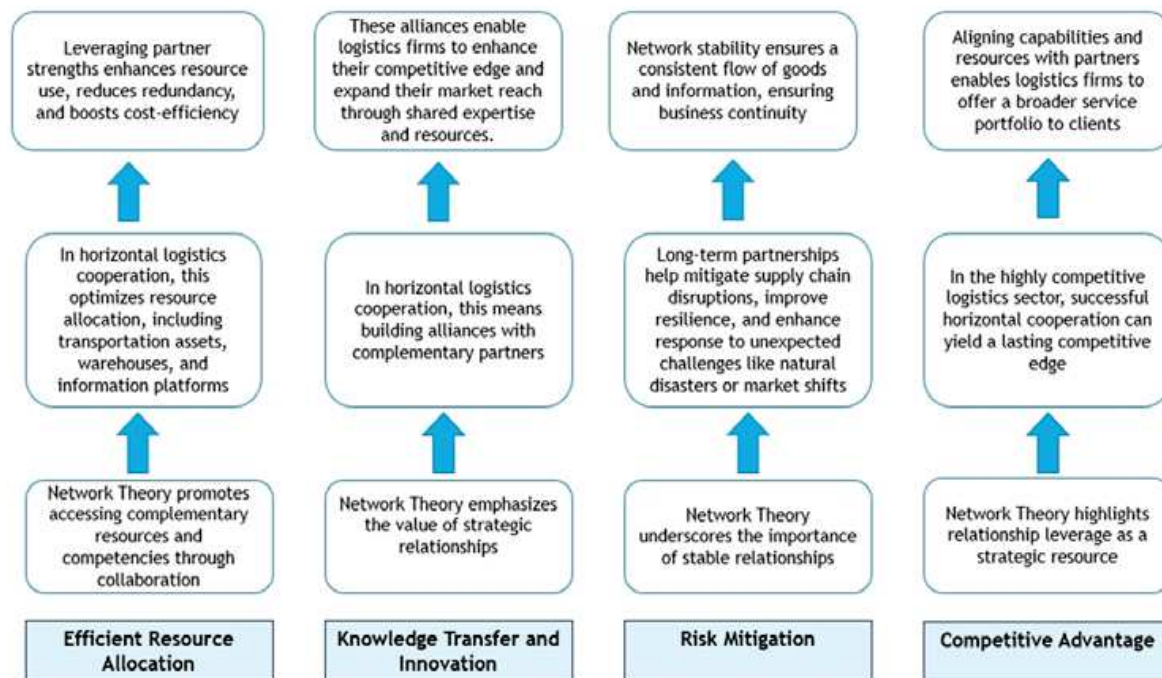 Leveraging partner
strengths enhances resource
use, reduces redundancy,
and boosts cost-efficiency
These alliances enable
logistics firms to enhance
their competitive edge and
expand their market reach
through shared expertise
and resources.
Network stability ensures a
consistent flow of goods
and information, ensuring
business continuity
Aligning capabilities and
resources with partners
enables logistics firms to
offer a broader service
portfolio to clients
In horizontal logistics
cooperation, this
optimizes resource
allocation, including
transportation assets,
warehouses, and
information platforms
In horizontal logistics
cooperation, this means
building alliances with
complementary partners
Long-term partnerships
help mitigate supply chain
disruptions, improve
resilience, and enhance
response to unexpected
challenges like natural
disasters or market shifts
In the highly competitive
logistics sector, successful
horizontal cooperation can
yield a lasting competitive
edge
Network Theory promotes
accessing complementary
resources and
competencies through
collaboration
Network Theory emphasizes
the value of strategic
relationships
Network Theory
underscores the importance
of stable relationships
Network Theory highlights
relationship leverage as a
strategic resource
Efficient Resource
Allocation
Knowledge Transfer and
Innovation
Risk Mitigation
Competitive Advantage